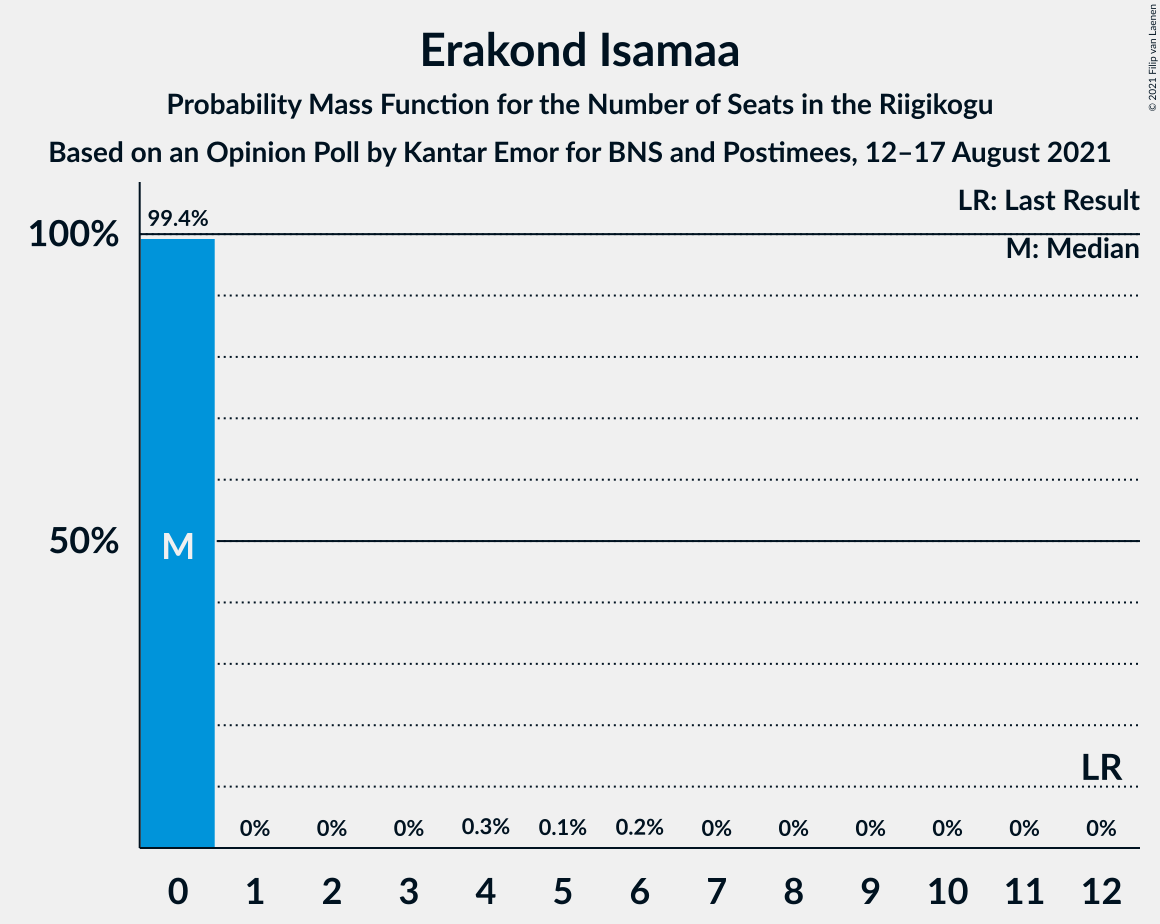 Erakond Isamaa
Probability Mass Function for the Number of Seats in the Riigikogu
Based on an Opinion Poll by Kantar Emor for BNS and Postimees, 12–17 August 2021
© 2021 Filip van Laenen
LR: Last Result
M: Median
99.4%
100%
50%
M
LR
0% 0% 0% 0.3% 0.1% 0.2% 0% 0% 0% 0% 0% 0%
0 1 2 3 4 5 6 7 8 9 10 11 12